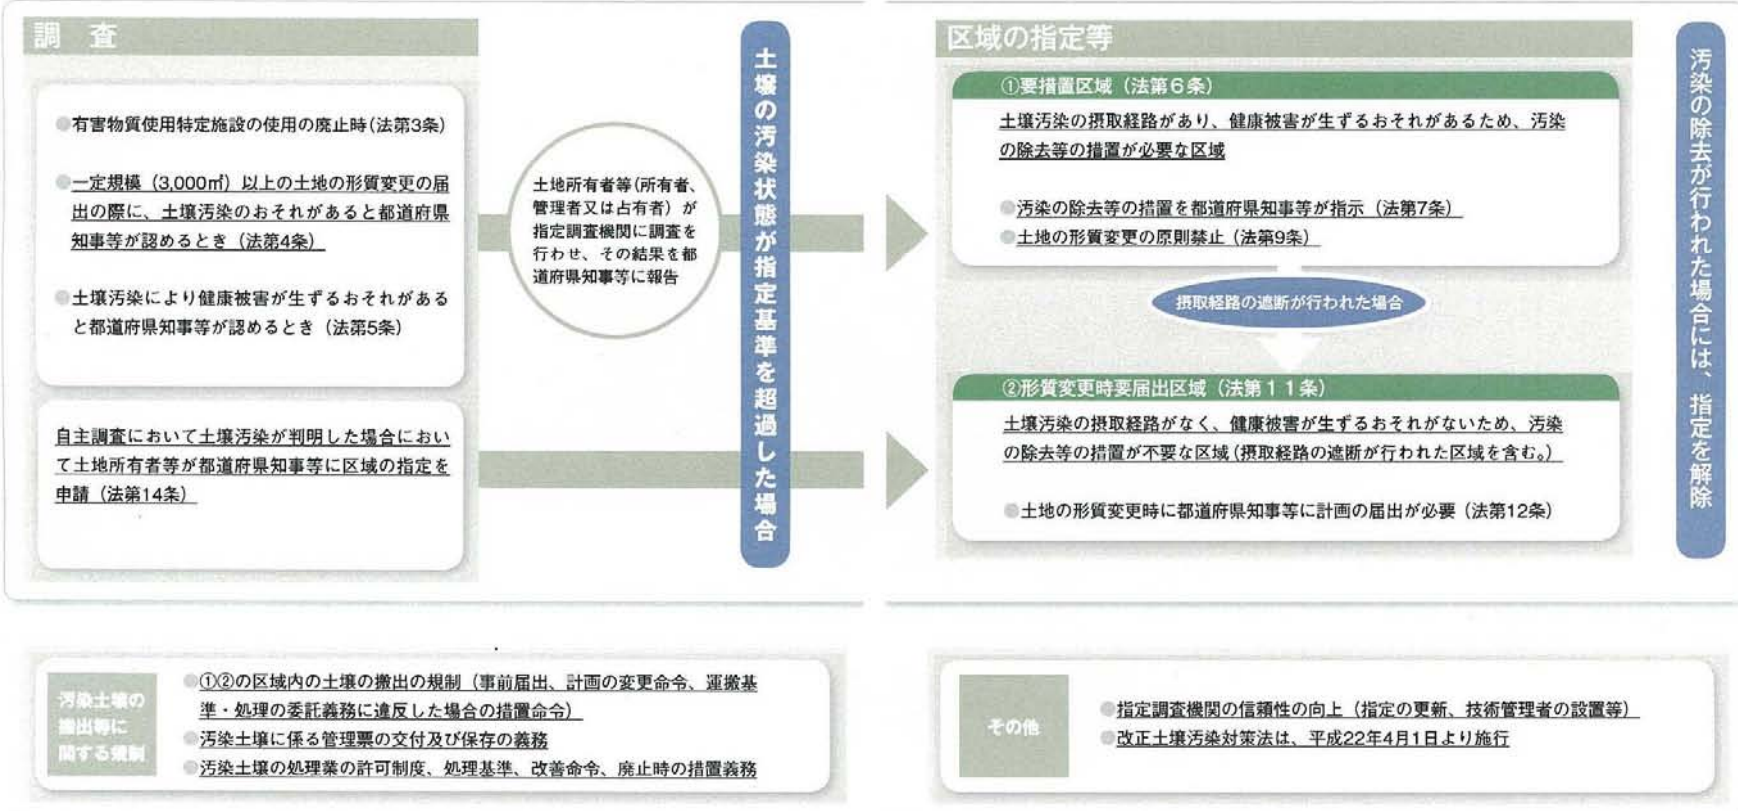 調 査
●有害物質使用特定施設の使用の廃止時(法第3条)
●一定規模（3,000㎡）以上の土地の形質変更の届
出の際に、土壌汚染のおそれがあると都道府県
知事等が認めるとき（法第4条）
●土壌汚染により健康被害が生ずるおそれがある
と都道府県知事等が認めるとき（法第5条）
自主調査において土壌汚染が判明した場合におい
て土地所有者等が都道府県知事等に区域の指定を
申請（法第14条）
土地所有者等(所有者、
管理者又は占有者）が
指定調査機関に調査を
行わせ、その結果を都
道府県知事等に報告
土壌の汚染状態が指定基準を超過した場合
区域の指定等
①要措置区域（法第６条）
土壌汚染の摂取経路があり、健康被害が生ずるおそれがあるため、汚染
の除去等の措置が必要な区域
●汚染の除去等の措置を都道府県知事等が指示（法第7条）
●土地の形質変更の原則禁止（法第9条）
摂取経路の遮断が行われた場合
②形質変更時要届出区域（法第１１条）
土壌汚染の摂取経路がなく、健康被害が生ずるおそれがないため、汚染
の除去等の措置が不要な区域(摂取経路の遮断が行われた区域を含む。）
●土地の形質変更時に都道府県知事等に計画の届出が必要（法第12条）
汚染の除去が行われた場合には、指定を解除
汚染土壌の
搬出等に
関する規制
●①②の区域内の土壌の搬出の規制（事前届出、計画の変更命令、運搬基
準・処理の委託義務に違反した場合の措置命令）
●汚染土壌に係る管理票の交付及び保存の義務
●汚染土壌の処理業の許可制度、処理基準、改善命令、廃止時の措置義務
その他
●指定調査機関の信頼性の向上（指定の更新、技術管理者の設置等）
●改正土壌汚染対策法は、平成22年4月1日より施行